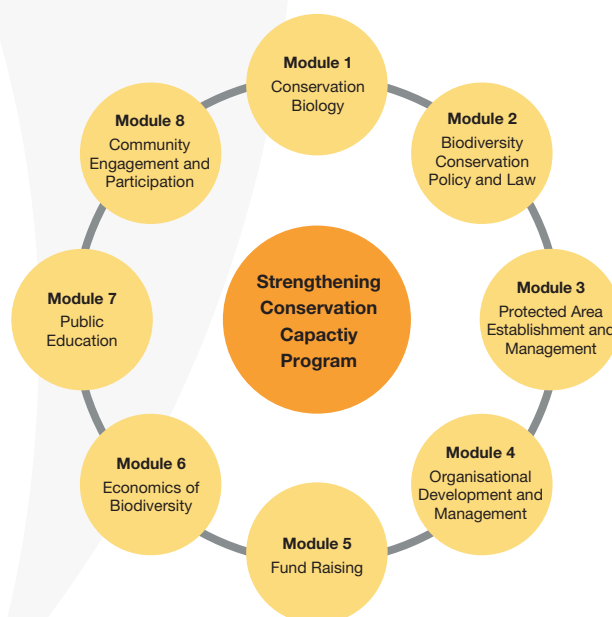 Module 1
Conservation
Biology
Module 2
Biodiversity
Conservation
Policy and Law
Module 3
Protected Area
Establishment and
Management
Module 4
Organisational
Development and
Management
Module 5
Fund Raising
Module 6
Economics of
Biodiversity
Module 7
Public
Education
Module 8
Community
Engagement and
Participation
Strengthening
Conservation
Capactiy
Program